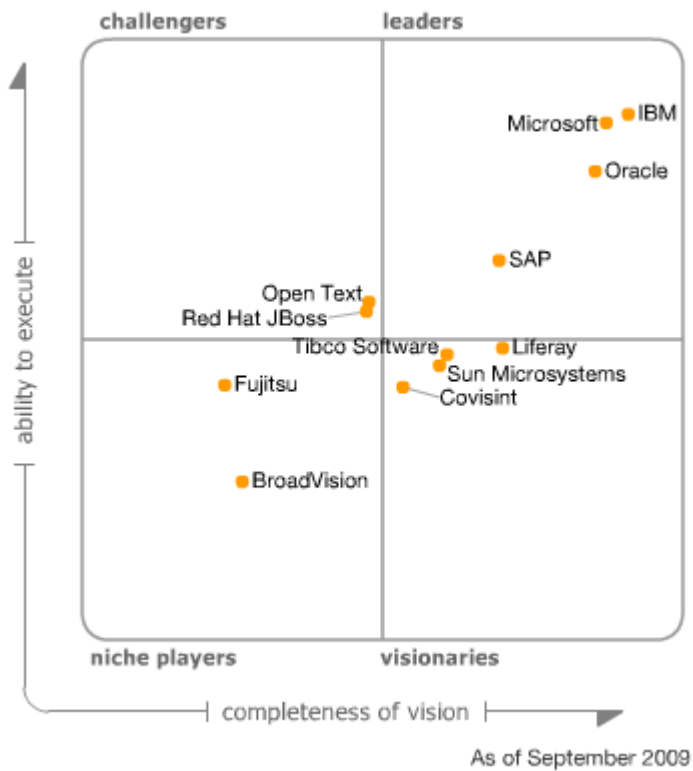 challengers
leaders
IBM
Microsoft
Oracle
SAP
Open Text
Red Hat JBoss
Tibco Software
Liferay
Sun Microsystems
Fujitsu
Covisint
BroadVision
ability to execute
niche players
visionaries
completeness of vision
As of September 2009